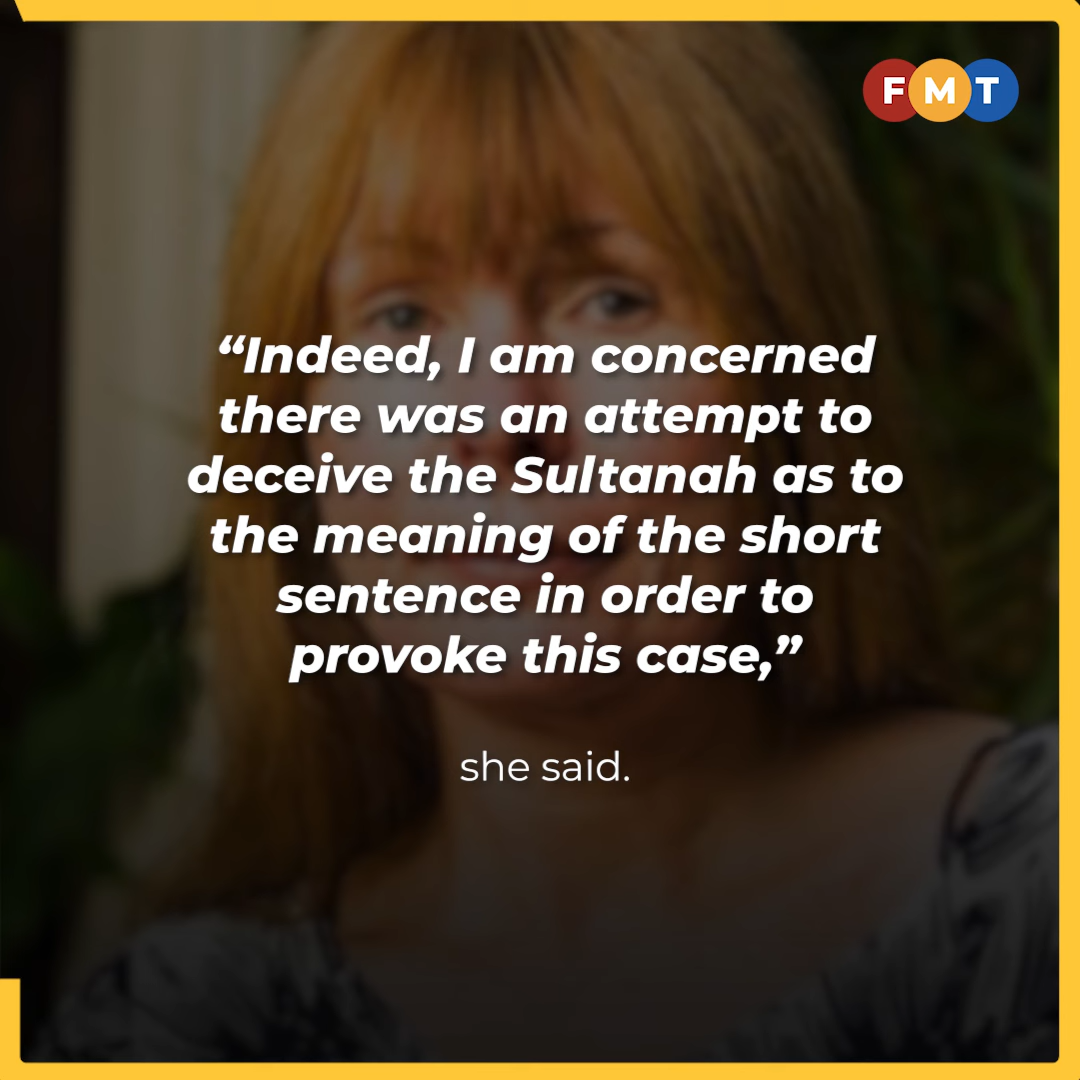 FMT
“Indeed, I am concerned
there was an attempt to
deceive the Sultanah as to
the meaning of the short
sentence in order to
provoke this case,”
she said.